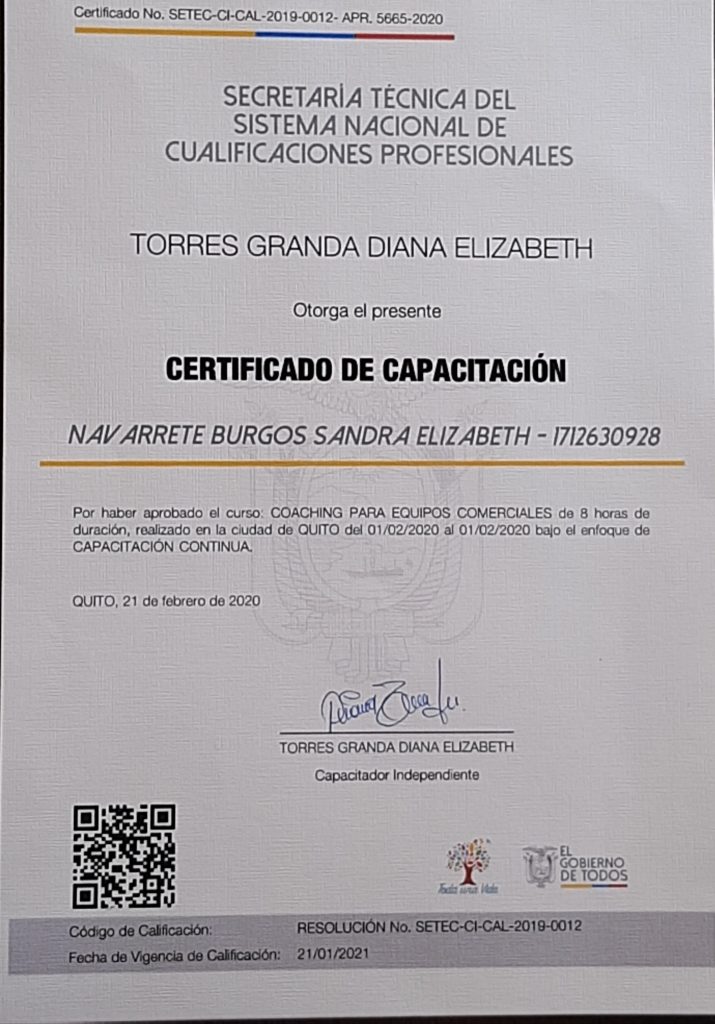 Certificado No. SETEC-CI-CAL-2019-0012- APR. 5665-2020
SECRETARÍA TÉCNICA DEL
SISTEMA NACIONAL DE
CUALIFICACIONES PROFESIONALES
TORRES GRANDA DIANA ELIZABETH
Otorga el presente
CERTIFICADO DE CAPACITACIÓN
NAVARRETE BURGOS SANDRA ELIZABETH - 1712630928
Por haber aprobado el curso: COACHING PARA EQUIPOS COMERCIALES de 8 horas de
duración, realizado en la ciudad de QUITO del 01/02/2020 al 01/02/2020 bajo el enfoque de
CAPACITACIÓN CONTINUA.
QUITO, 21 de febrero de 2020
TORRES GRANDA DIANA ELIZABETH
Capacitador Independiente
Toda una Vida
EL
GOBIERNO
DE TODOS
Código de Calificación: RESOLUCIÓN No. SETEC-CI-CAL-2019-0012
Fecha de Vigencia de Calificación: 21/01/2021